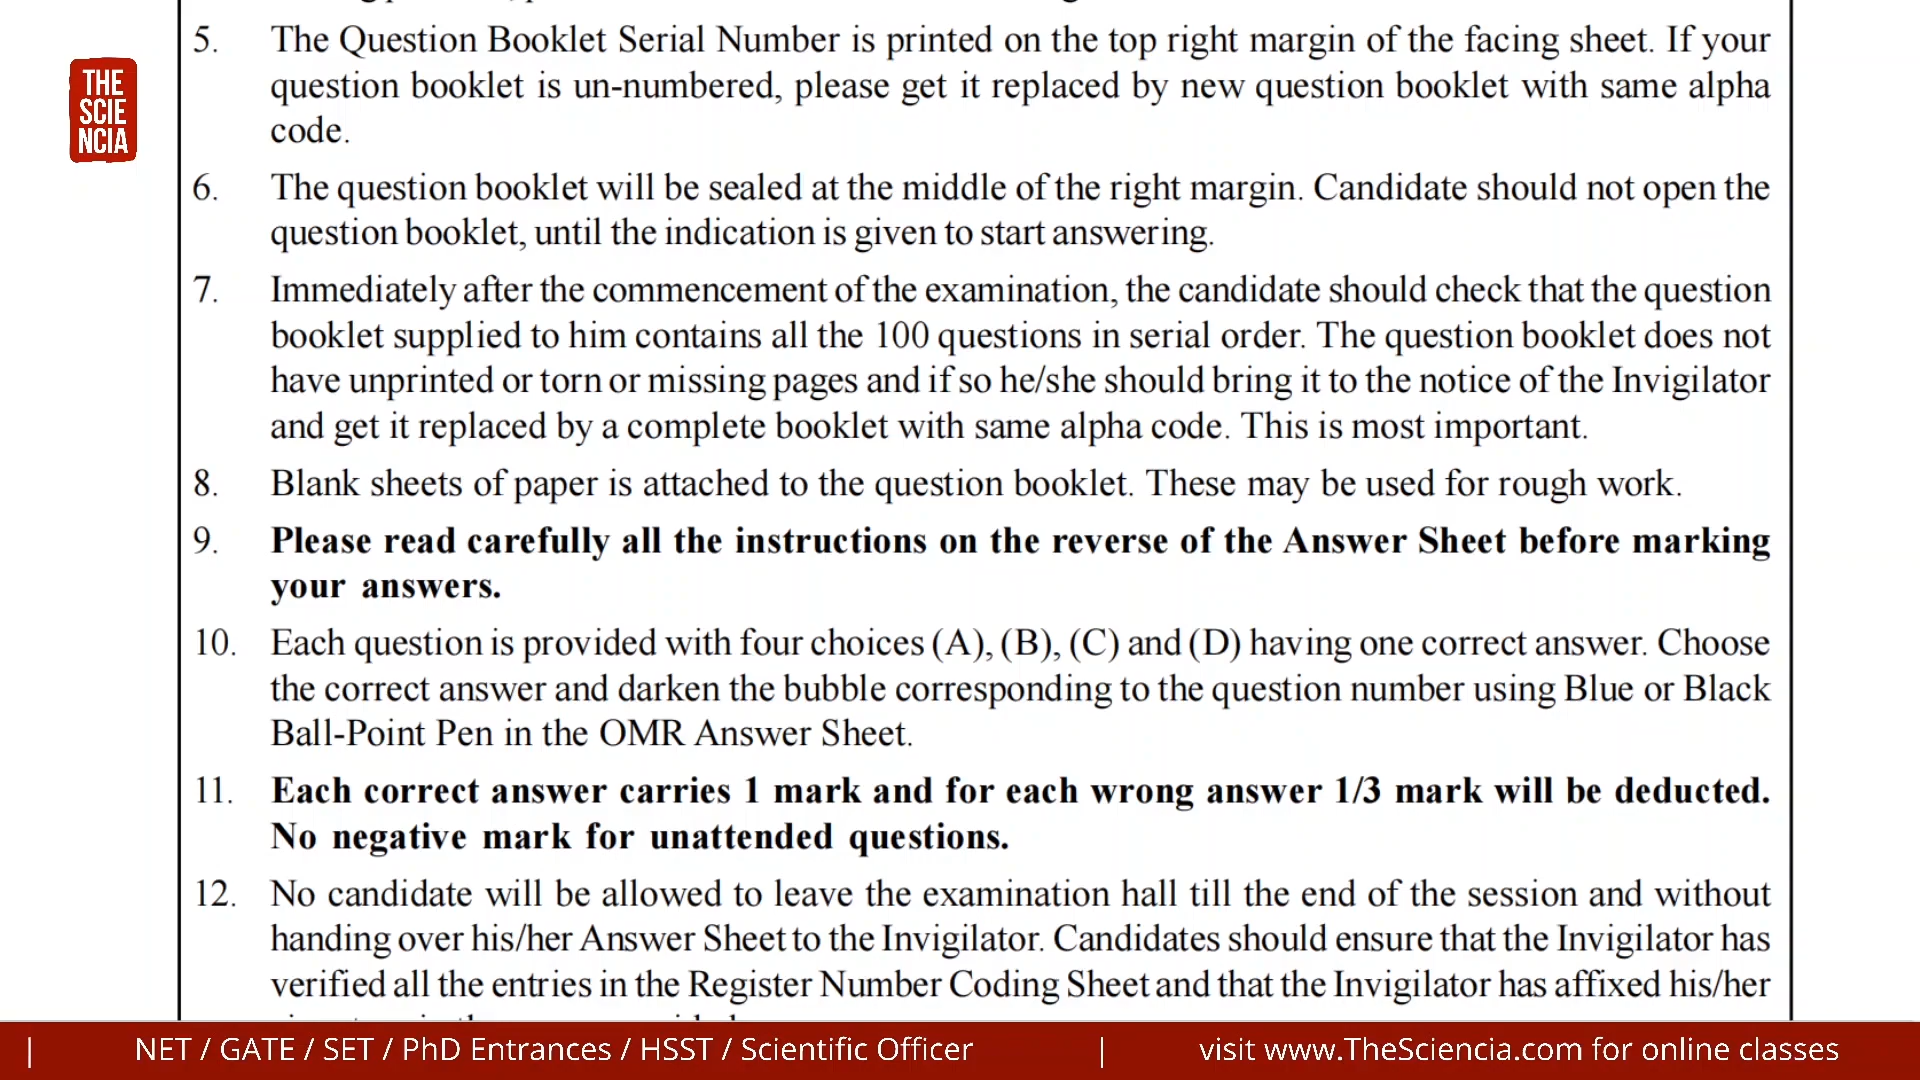 5. The Question Booklet Serial Number is printed on the top right margin of the facing sheet. If your
question booklet is un-numbered, please get it replaced by new question booklet with same alpha
code.
THE
SCIE
NCIA
6. The question booklet will be sealed at the middle of the right margin. Candidate should not open the
question booklet, until the indication is given to start answering.
7. Immediately after the commencement of the examination, the candidate should check that the question
booklet supplied to him contains all the 100 questions in serial order. The question booklet does not
have unprinted or torn or missing pages and if so he/she should bring it to the notice of the Invigilator
and get it replaced by a complete booklet with same alpha code. This is most important.
8. Blank sheets of paper is attached to the question booklet. These may be used for rough work.
9. Please read carefully all the instructions on the reverse of the Answer Sheet before marking
your answers.
10. Each question is provided with four choices (A), (B), (C) and (D) having one correct answer. Choose
the correct answer and darken the bubble corresponding to the question number using Blue or Black
Ball-Point Pen in the OMR Answer Sheet.
11. Each correct answer carries 1 mark and for each wrong answer 1/3 mark will be deducted.
No negative mark for unattended questions.
12. No candidate will be allowed to leave the examination hall till the end of the session and without
handing over his/her Answer Sheet to the Invigilator. Candidates should ensure that the Invigilator has
verified all the entries in the Register Number Coding Sheet and that the Invigilator has affixed his/her
| NET / GATE / SET / PhD Entrances / HSST / Scientific Officer | visit www.TheSciencia.com for online classes